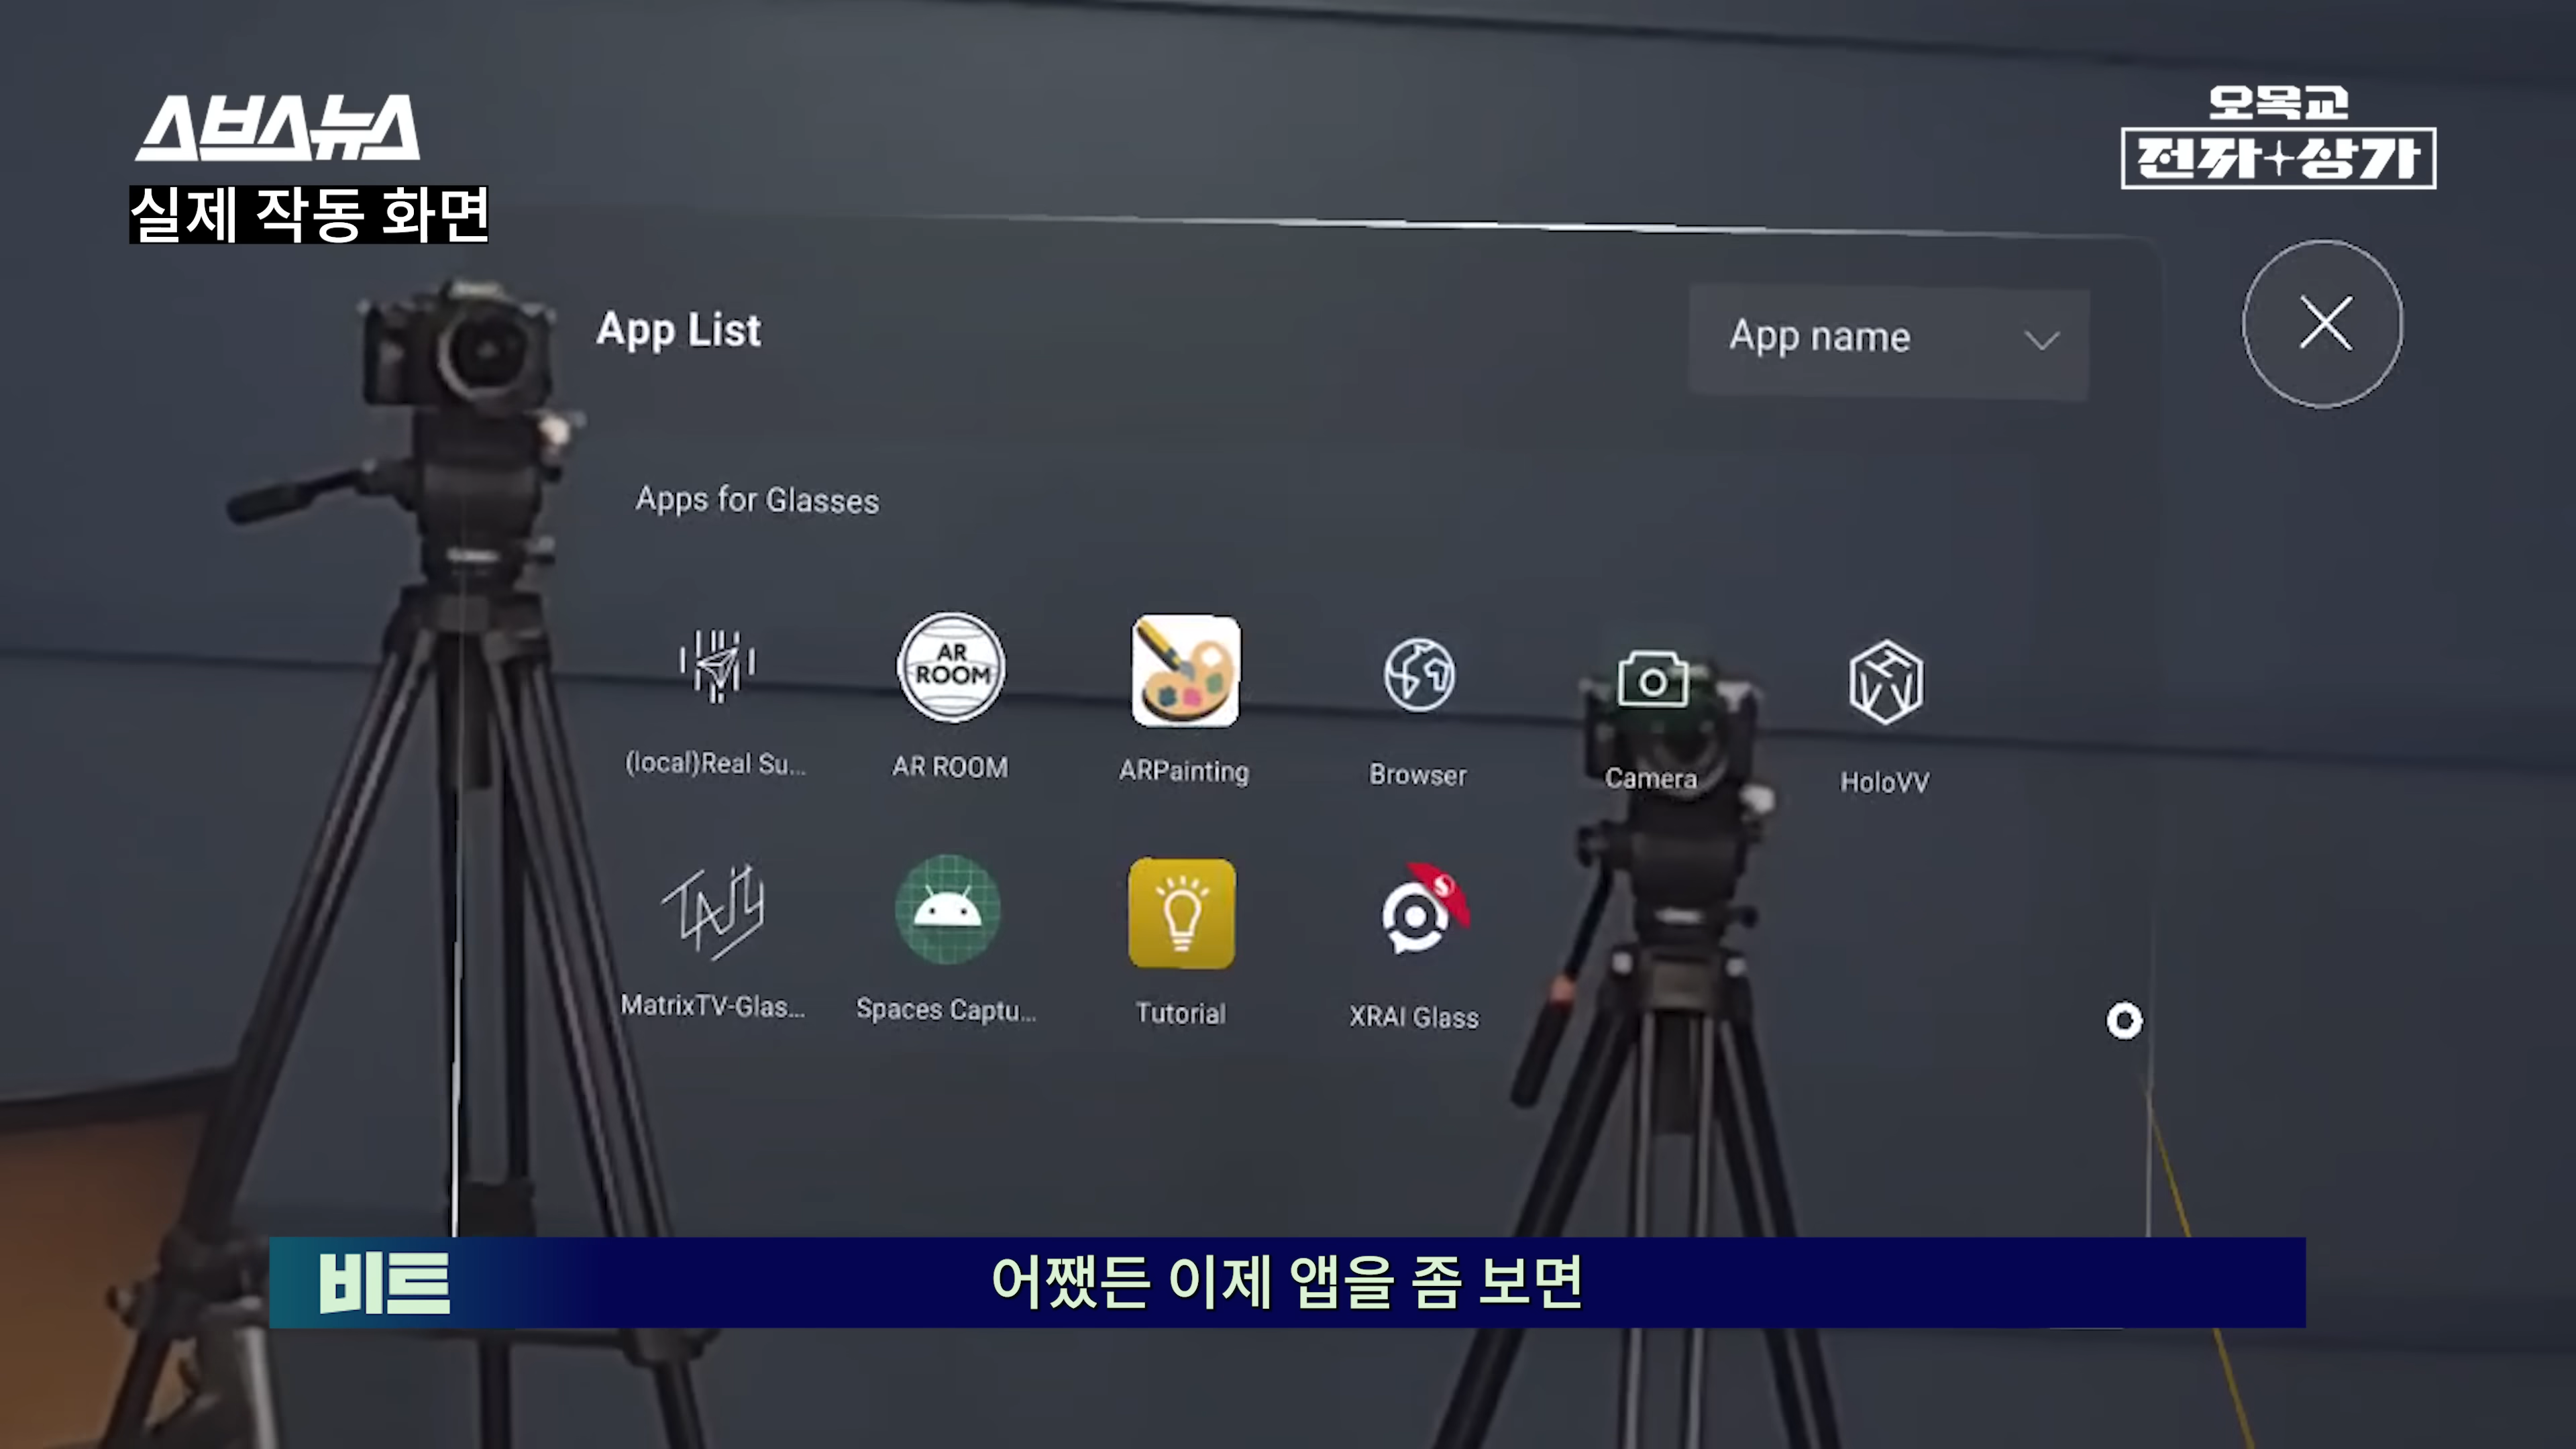 스브스뉴스
오목교
전자상가
실제 작동 화면
App List
App name
Apps for Glasses
AR
ROOM
(local)Real Su...
AR ROOM
ARPainting
Browser
Camera
HoloVV
MatrixTV-Glas...
Spaces Captu...
Tutorial
XRAI Glass
비트
어쨌든 이제 앱을 좀 보면